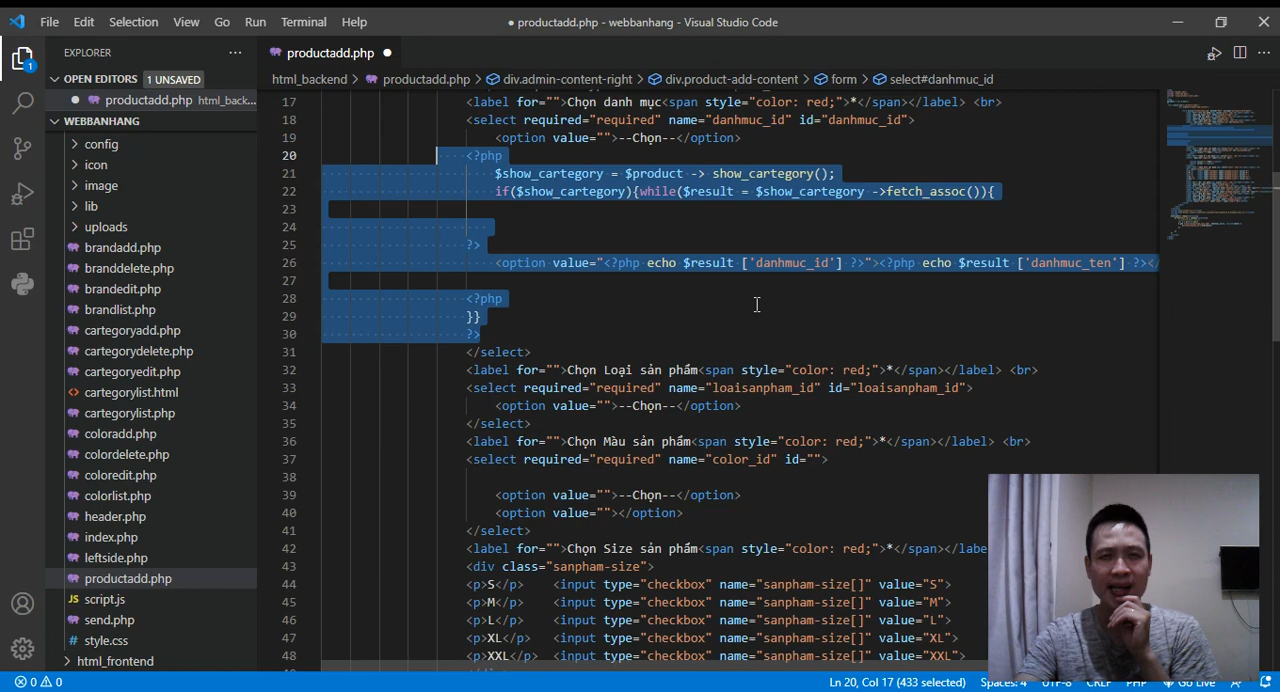 File Edit Selection View Go Run Terminal Help
● productadd.php - webbanhang - Visual Studio Code
EXPLORER
OPEN EDITORS 1 UNSAVED
productadd.php html_back...
WEBBANHANG
config
icon
image
lib
uploads
brandadd.php
branddelete.php
brandedit.php
brandlist.php
cartegoryadd.php
cartegorydelete.php
cartegoryedit.php
cartegorylist.html
cartegorylist.php
coloradd.php
colordelete.php
coloredit.php
colorlist.php
header.php
index.php
leftside.php
productadd.php
script.js
send.php
style.css
html_frontend
productadd.php
html_backend > productadd.php > div.admin-content-right > div.product-add-content > form > select#danhmuc_id
17 <label for="">Chọn danh mục<span style="color: red;">*</span></label> <br>
18 <select required="required" name="danhmuc_id" id="danhmuc_id">
19 <option value="">--Chọn--</option>
20 <?php
21 $show_cartegory = $product -> show_cartegory();
22 if($show_cartegory){while($result = $show_cartegory ->fetch_assoc()){
23
24
25 ?>
26 <option value="<?php echo $result ['danhmuc_id'] ?>"><?php echo $result ['danhmuc_ten'] ?></
27
28 <?php
29 }}
30 ?>
31 </select>
32 <label for="">Chọn Loại sản phẩm<span style="color: red;">*</span></label> <br>
33 <select required="required" name="loaisanpham_id" id="loaisanpham_id">
34 <option value="">--Chọn--</option>
35 </select>
36 <label for="">Chọn Màu sản phẩm<span style="color: red;">*</span></label> <br>
37 <select required="required" name="color_id" id="">
38
39 <option value="">--Chọn--</option>
40 <option value=""></option>
41 </select>
42 <label for="">Chọn Size sản phẩm<span style="color: red;">*</span></labe
43 <div class="sanpham-size">
44 <p>S</p> <input type="checkbox" name="sanpham-size[]" value="S">
45 <p>M</p> <input type="checkbox" name="sanpham-size[]" value="M">
46 <p>L</p> <input type="checkbox" name="sanpham-size[]" value="L">
47 <p>XL</p> <input type="checkbox" name="sanpham-size[]" value="XL">
48 <p>XXL</p> <input type="checkbox" name="sanpham-size[]" value="XXL">
0 0 Ln 20, Col 17 (433 selected) Spaces: 4 UTF-8 CRLF PHP Go Live